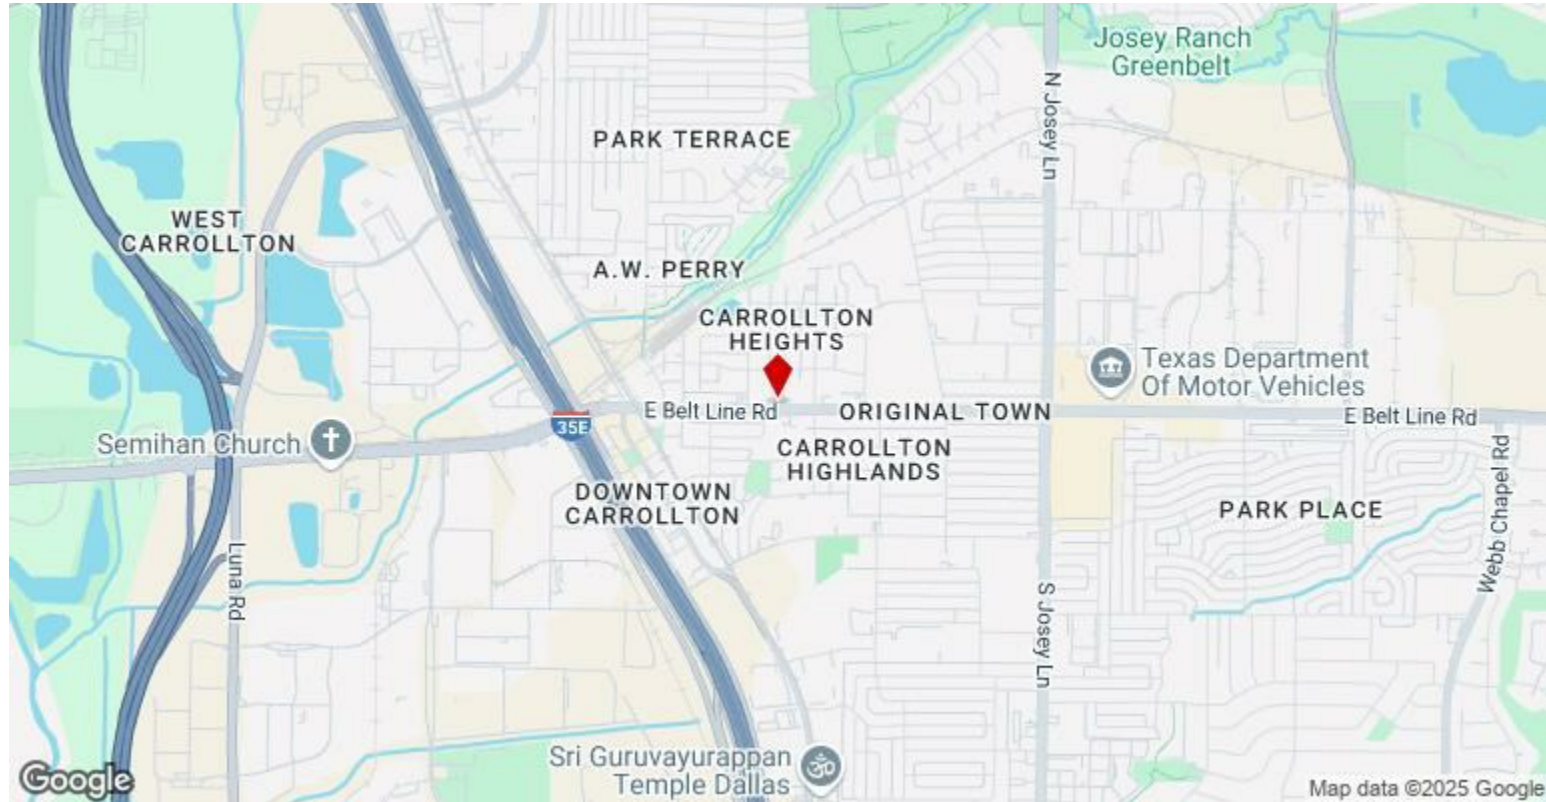 Josey Ranch
Greenbelt
N Josey Ln
PARK TERRACE
WEST
CARROLLTON
A.W. PERRY
CARROLLTON
HEIGHTS
Texas Department
Of Motor Vehicles
E Belt Line Rd
ORIGINAL TOWN
E Belt Line Rd
35E
Semihan Church
CARROLLTON
HIGHLANDS
DOWNTOWN
CARROLLTON
PARK PLACE
Webb Chapel Rd
Luna Rd
S Josey Ln
Sri Guruvayurappan
Temple Dallas
ॐ
Google
Map data ©2025 Google